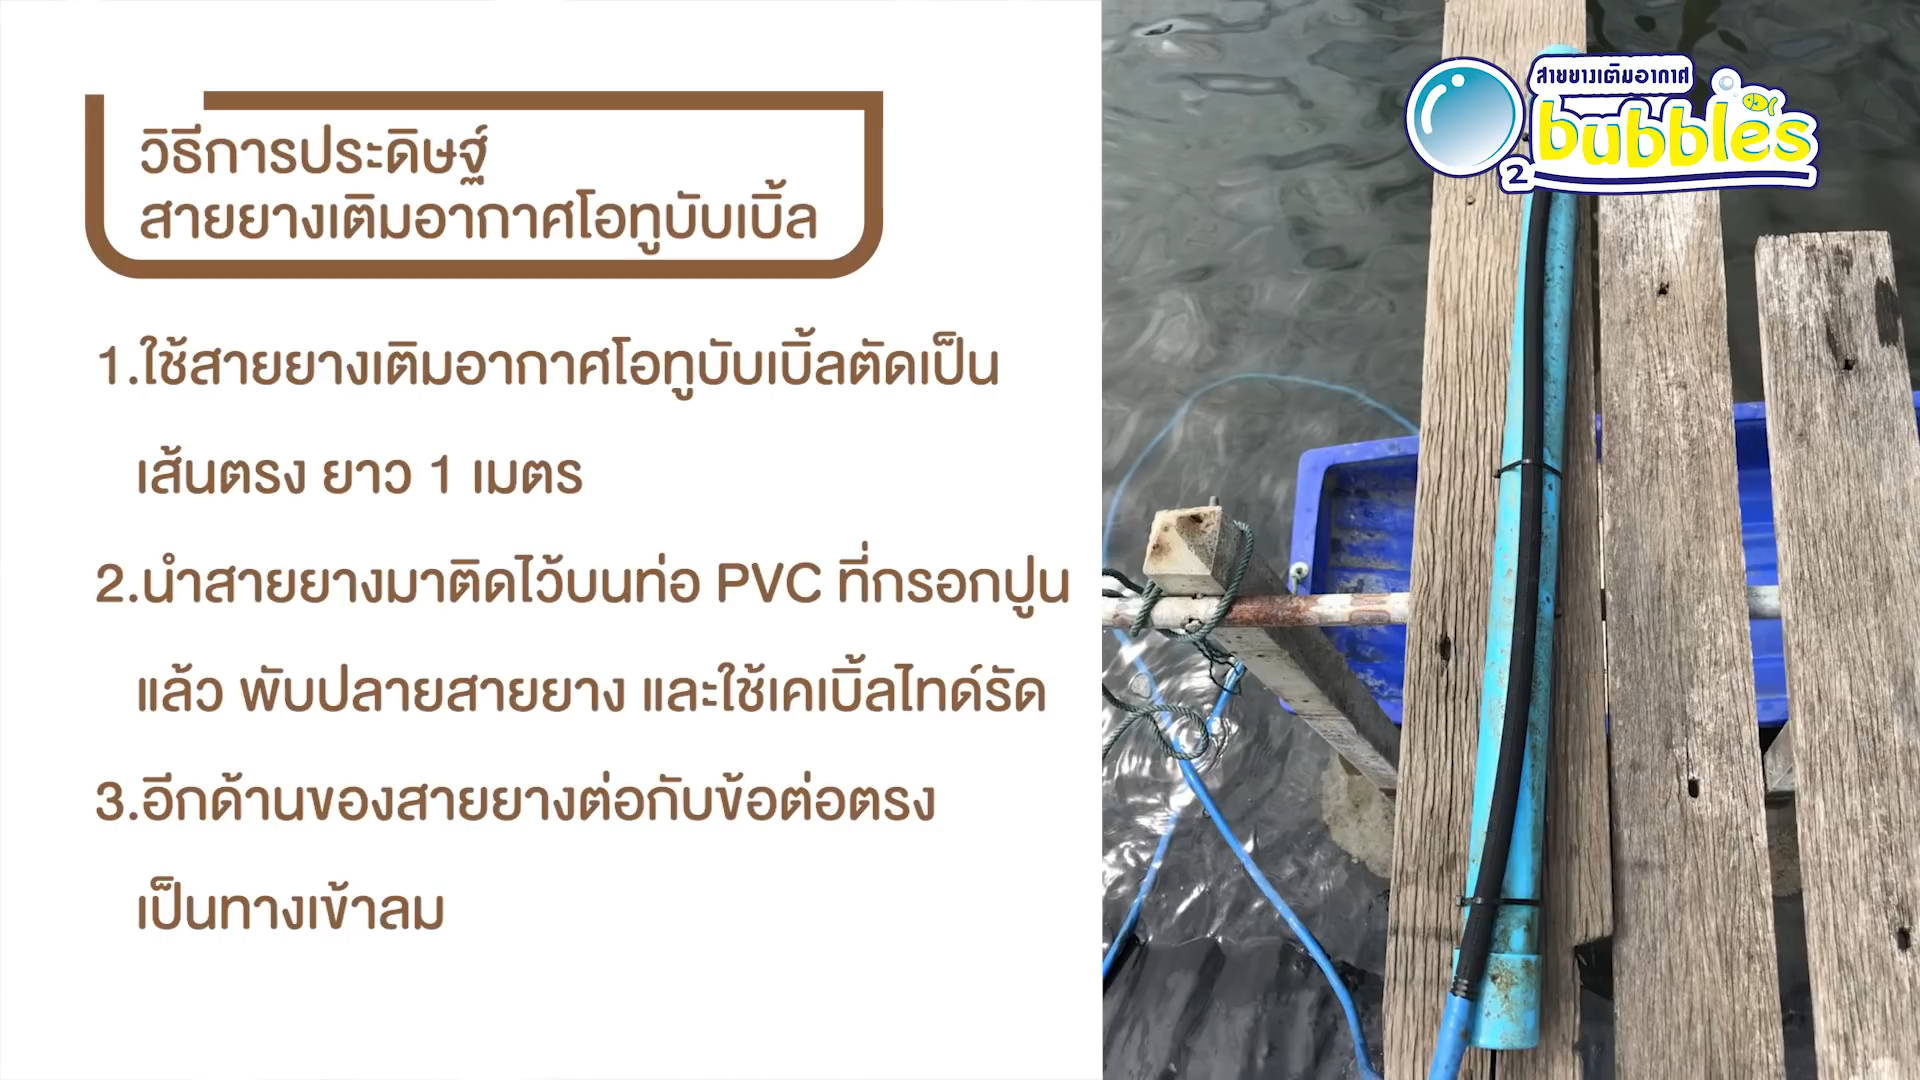 วิธีการประดิษฐ์
สายยางเติมอากาศโอทูบับเบิ้ล
1.ใช้สายยางเติมอากาศโอทูบับเบิ้ลตัดเป็น
เส้นตรง ยาว 1 เมตร
2.นำสายยางมาติดไว้บนท่อ PVC ที่กรอกปูน
แล้ว พับปลายสายยาง และใช้เคเบิ้ลไทด์รัด
3.อีกด้านของสายยางต่อกับข้อต่อตรง
เป็นทางเข้าลม
สายยางเติมอากาศ
O2 bubbles